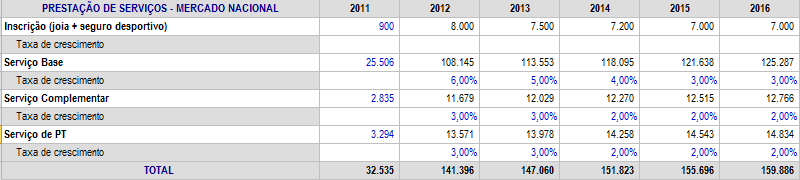 PRESTAÇÃO DE SERVIÇOS - MERCADO NACIONAL 2011 2012 2013 2014 2015 2016
Inscrição (joia + seguro desportivo) 900 8.000 7.500 7.200 7.000 7.000
Taxa de crescimento
Serviço Base 25.506 108.145 113.553 118.095 121.638 125.287
Taxa de crescimento 6,00% 5,00% 4,00% 3,00% 3,00%
Serviço Complementar 2.835 11.679 12.029 12.270 12.515 12.766
Taxa de crescimento 3,00% 3,00% 2,00% 2,00% 2,00%
Serviço de PT 3.294 13.571 13.978 14.258 14.543 14.834
Taxa de crescimento 3,00% 3,00% 2,00% 2,00% 2,00%
TOTAL 32.535 141.396 147.060 151.823 155.696 159.886